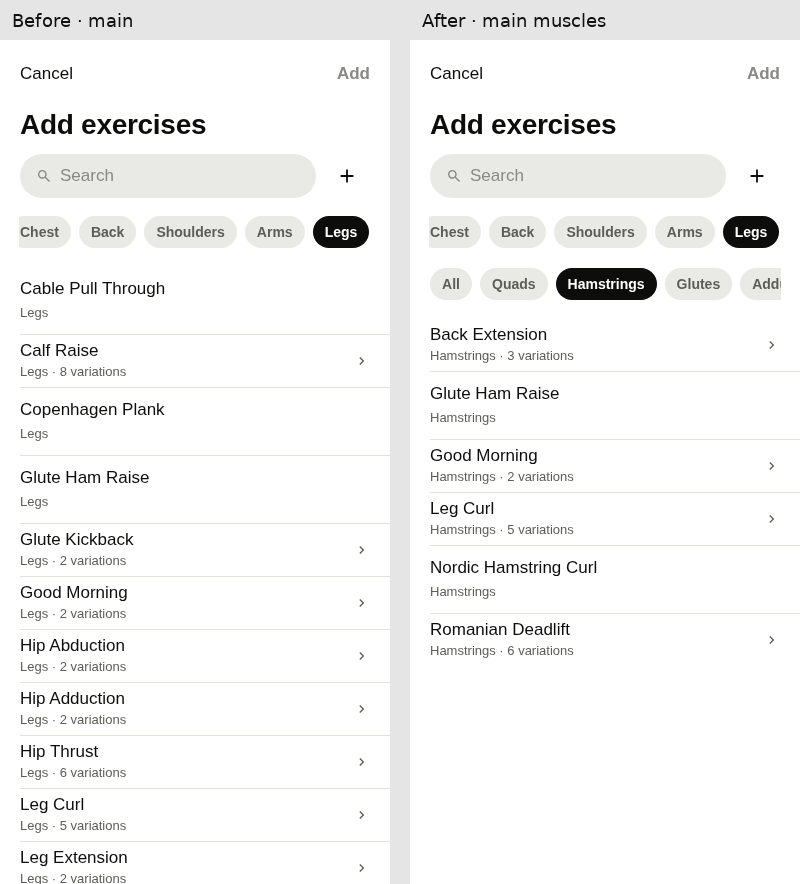 Before · main
Cancel
Add
Add exercises
Search
Chest
Back
Shoulders
Arms
Legs
Cable Pull Through
Legs
Calf Raise
Legs · 8 variations
Copenhagen Plank
Legs
Glute Ham Raise
Legs
Glute Kickback
Legs · 2 variations
Good Morning
Legs · 2 variations
Hip Abduction
Legs · 2 variations
Hip Adduction
Legs · 2 variations
Hip Thrust
Legs · 6 variations
Leg Curl
Legs · 5 variations
Leg Extension
Legs · 2 variations
After · main muscles
Cancel
Add
Add exercises
Search
Chest
Back
Shoulders
Arms
Legs
All
Quads
Hamstrings
Glutes
Back Extension
Hamstrings · 3 variations
Glute Ham Raise
Hamstrings
Good Morning
Hamstrings · 2 variations
Leg Curl
Hamstrings · 5 variations
Nordic Hamstring Curl
Hamstrings
Romanian Deadlift
Hamstrings · 6 variations